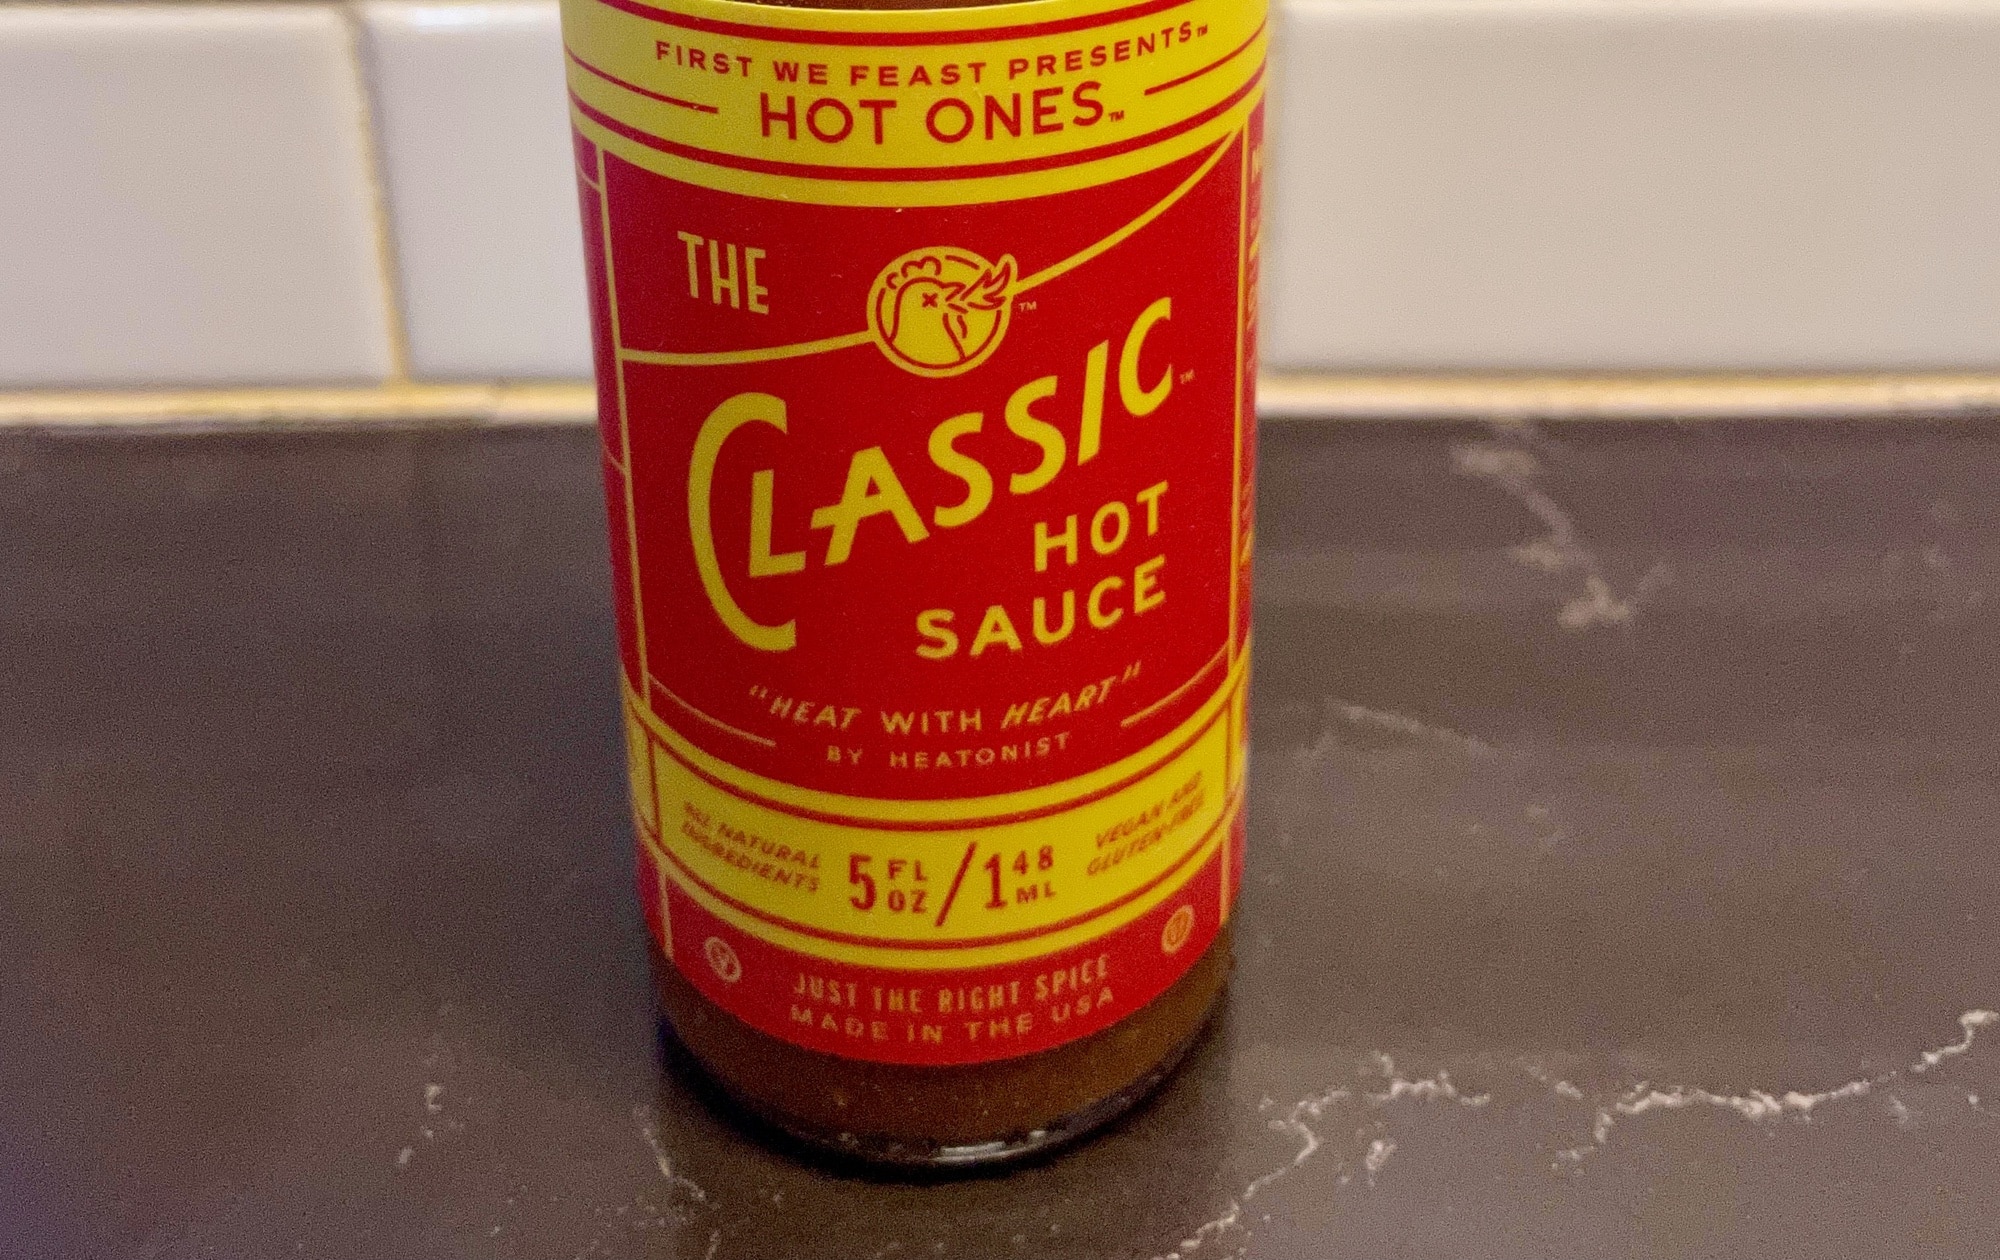 FIRST WE FEAST PRESENTS™
HOT ONES™
THE
™
CLASSIC™
HOT
SAUCE
"HEAT WITH HEART"
BY HEATONIST
ALL NATURAL
INGREDIENTS
5 FL OZ / 148 ML
VEGAN AND
GLUTEN-FREE
JUST THE RIGHT SPICE
MADE IN THE USA